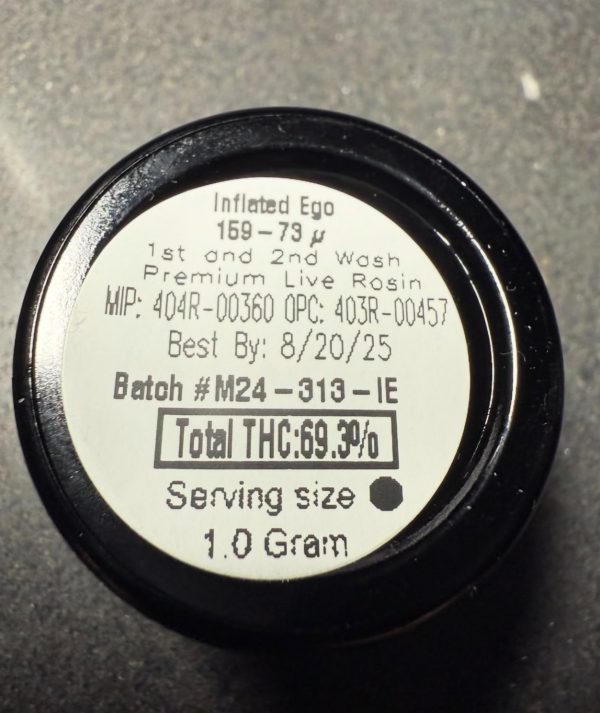 Inflated Ego
159-73 µ
1st and 2nd Wash
Premium Live Rosin
MIP: 404R-00360 OPC: 403R-00457
Best By: 8/20/25
Batch #M24-313-IE
Total THC:69.3%
Serving size ●
1.0 Gram